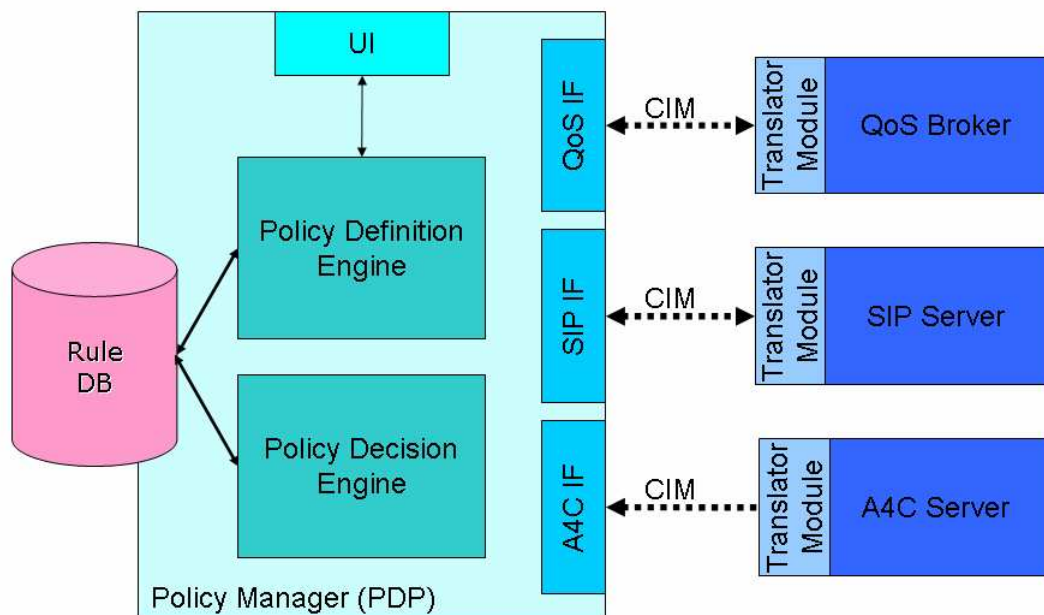 UI
QoS IF
CIM
Translator
Module
QoS Broker
Policy Definition
Engine
SIP IF
CIM
Translator
Module
SIP Server
Rule
DB
Policy Decision
Engine
A4C IF
CIM
Translator
Module
A4C Server
Policy Manager (PDP)